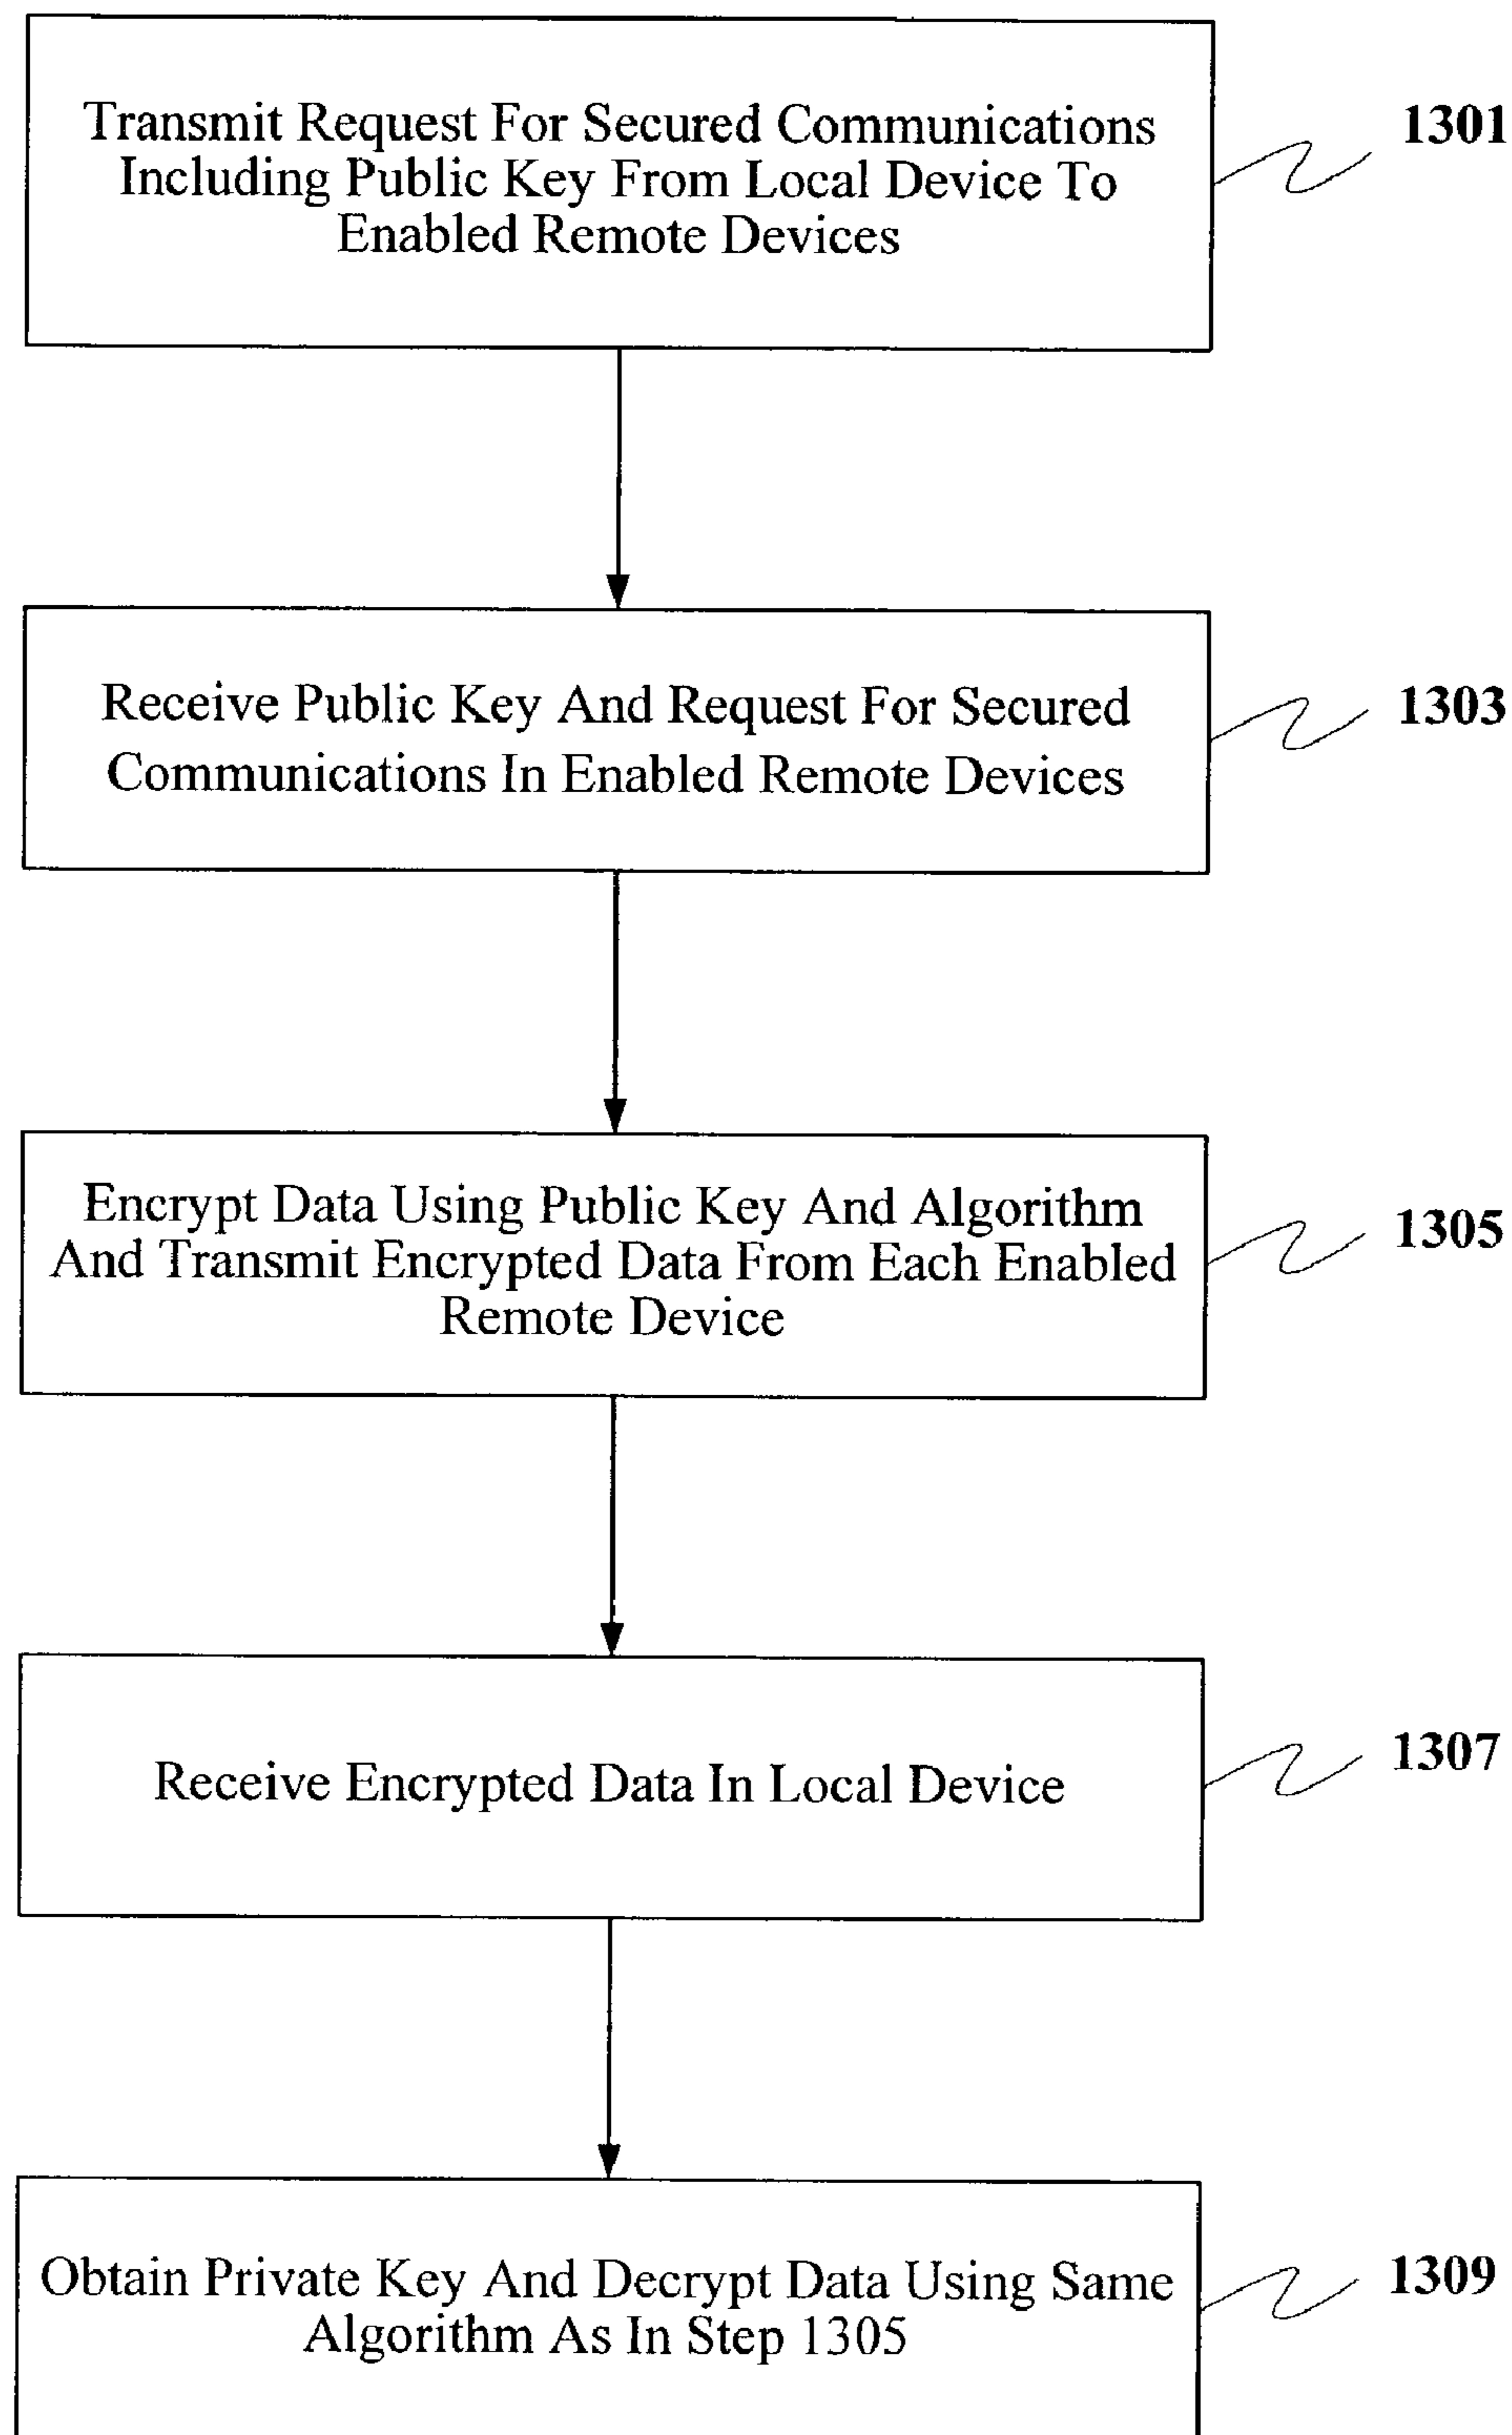 Transmit Request For Secured Communications
Including Public Key From Local Device To
Enabled Remote Devices
1301
Receive Public Key And Request For Secured
Communications In Enabled Remote Devices
1303
Encrypt Data Using Public Key And Algorithm
And Transmit Encrypted Data From Each Enabled
Remote Device
1305
Receive Encrypted Data In Local Device
1307
Obtain Private Key And Decrypt Data Using Same
Algorithm As In Step 1305
1309